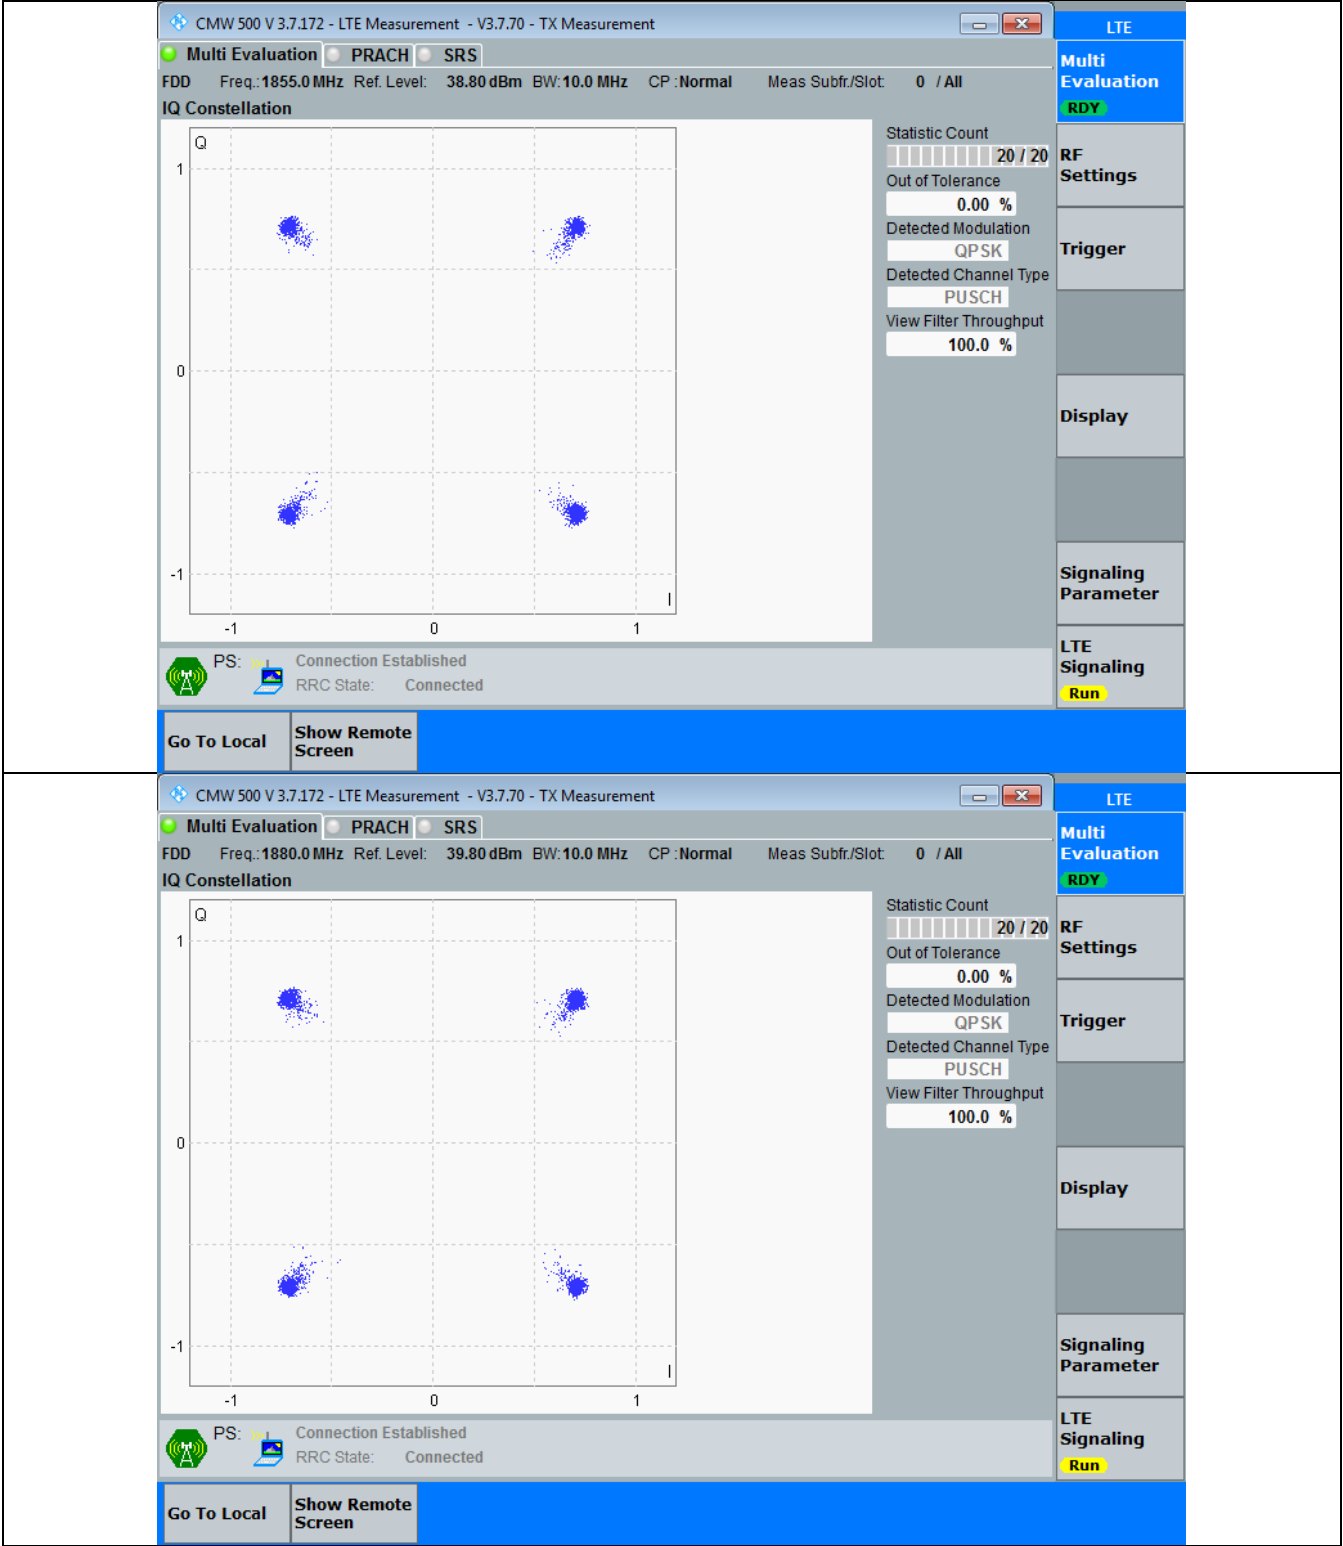 CMW 500 V 3.7.172 - LTE Measurement - V3.7.70 - TX Measurement
LTE
Multi Evaluation PRACH SRS
Multi
Evaluation
RDY
FDD Freq.: 1855.0 MHz Ref. Level: 38.80 dBm BW: 10.0 MHz CP : Normal Meas Subfr./Slot: 0 / All
IQ Constellation
Q
1
0
-1
I
-1 0 1
Statistic Count
20 / 20
Out of Tolerance
0.00 %
Detected Modulation
QPSK
Detected Channel Type
PUSCH
View Filter Throughput
100.0 %
RF
Settings
Trigger
Display
Signaling
Parameter
LTE
Signaling
Run
PS: Connection Established
RRC State: Connected
Go To Local
Show Remote
Screen
CMW 500 V 3.7.172 - LTE Measurement - V3.7.70 - TX Measurement
LTE
Multi Evaluation PRACH SRS
Multi
Evaluation
RDY
FDD Freq.: 1880.0 MHz Ref. Level: 39.80 dBm BW: 10.0 MHz CP : Normal Meas Subfr./Slot: 0 / All
IQ Constellation
Q
1
0
-1
I
-1 0 1
Statistic Count
20 / 20
Out of Tolerance
0.00 %
Detected Modulation
QPSK
Detected Channel Type
PUSCH
View Filter Throughput
100.0 %
RF
Settings
Trigger
Display
Signaling
Parameter
LTE
Signaling
Run
PS: Connection Established
RRC State: Connected
Go To Local
Show Remote
Screen